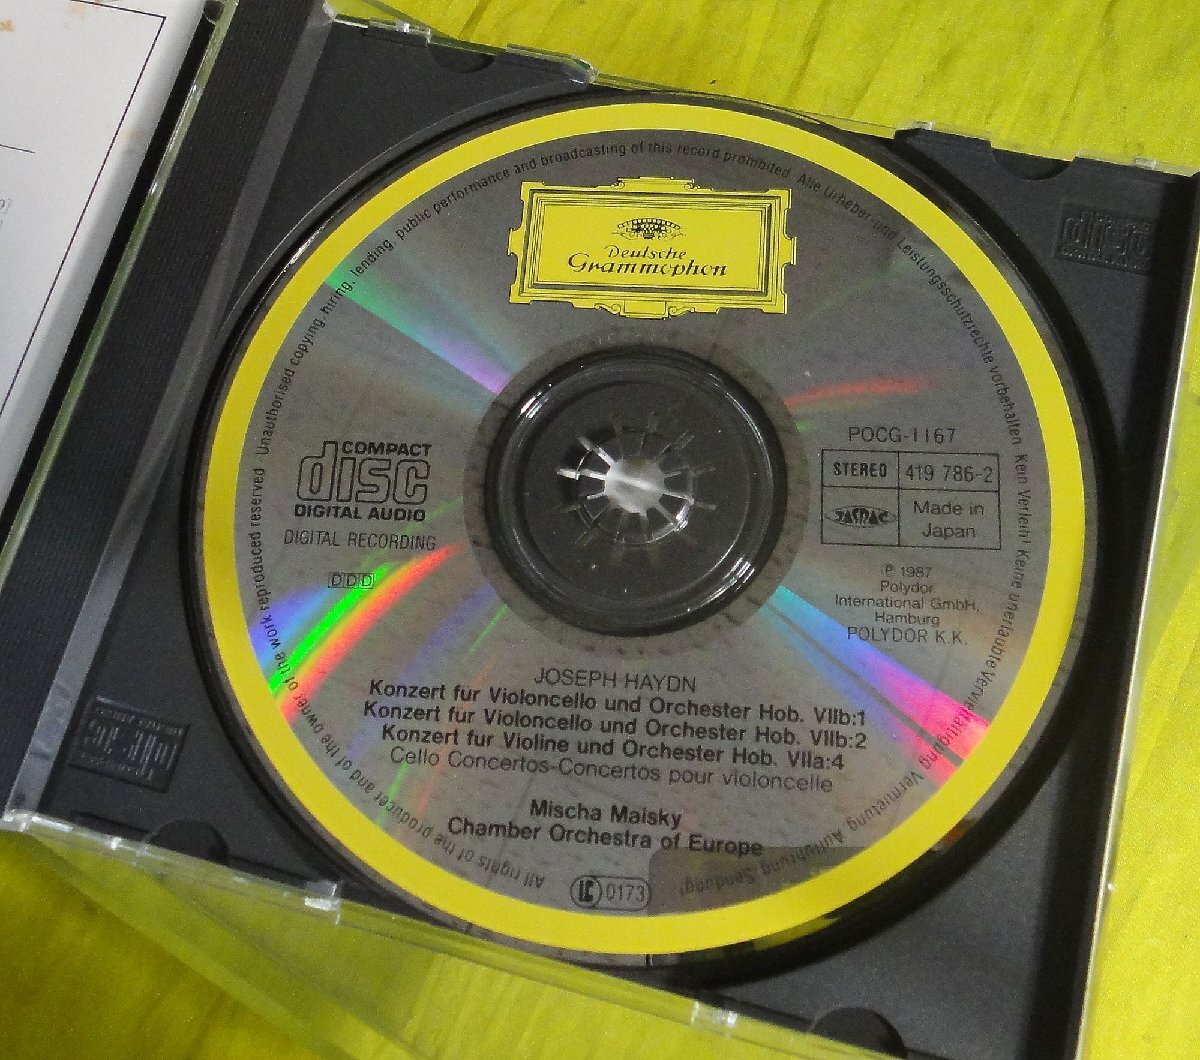 Unauthorised copying, hiring, lending, public performance and broadcasting of this record prohibited. Alle Urheber- und Leistungsschutzrechte vorbehalten Kein Verleih! Keine unerlaubte Vervielfältigung Vermietung Aufführung Sendung!
Deutsche
Grammophon
COMPACT
disc
DIGITAL AUDIO
DIGITAL RECORDING
DDD
POCG-1167
STEREO
419 786-2
JASRAC
Made in
Japan
℗ 1987
Polydor
International GmbH,
Hamburg
POLYDOR K.K.
JOSEPH HAYDN
Konzert fur Violoncello und Orchester Hob. VIIb:1
Konzert fur Violoncello und Orchester Hob. VIIb:2
Konzert fur Violine und Orchester Hob. VIIa:4
Cello Concertos-Concertos pour violoncelle
Mischa Maisky
Chamber Orchestra of Europe
LC 0173
All rights of the producer and of the owner of the work reproduced reserved